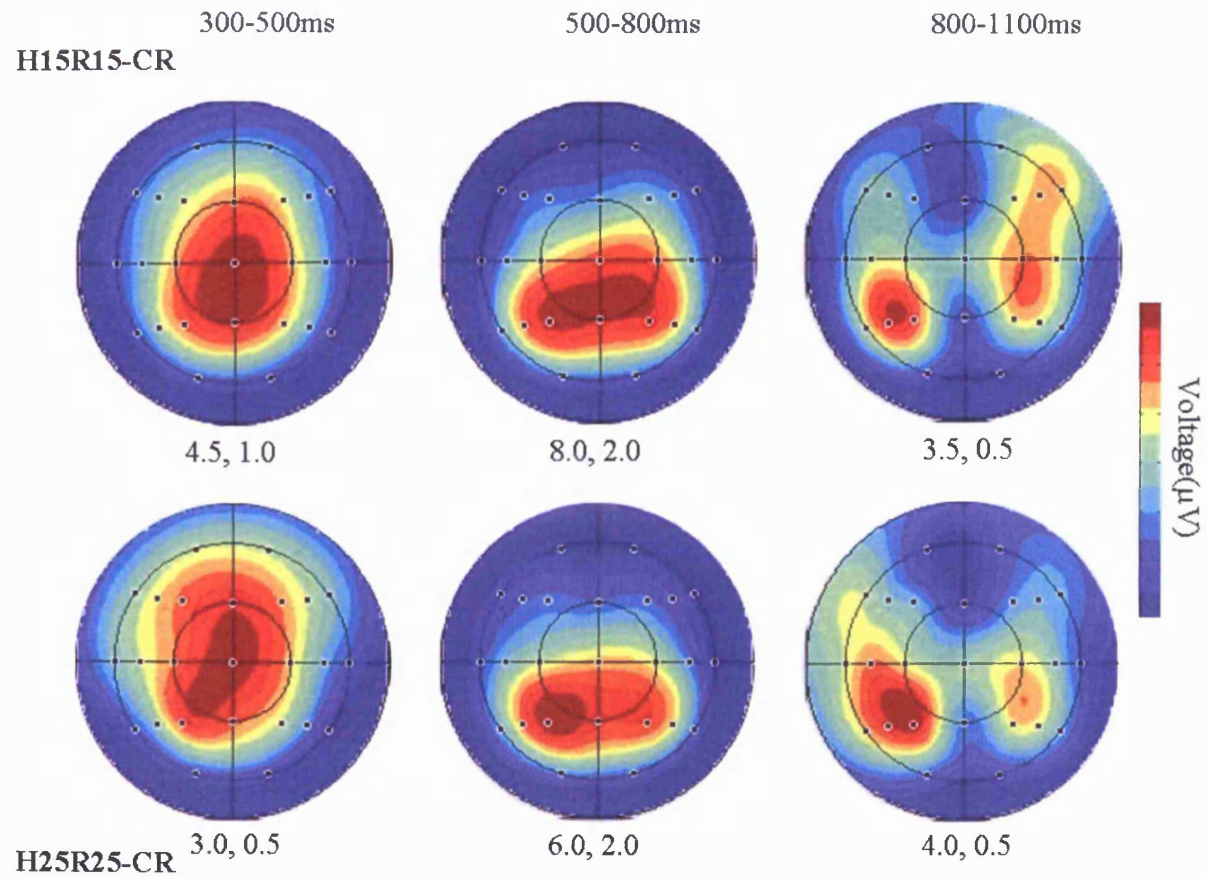 300-500ms 500-800ms 800-1100ms
H15R15-CR
4.5, 1.0 8.0, 2.0 3.5, 0.5
Voltage(µV)
3.0, 0.5 6.0, 2.0 4.0, 0.5
H25R25-CR